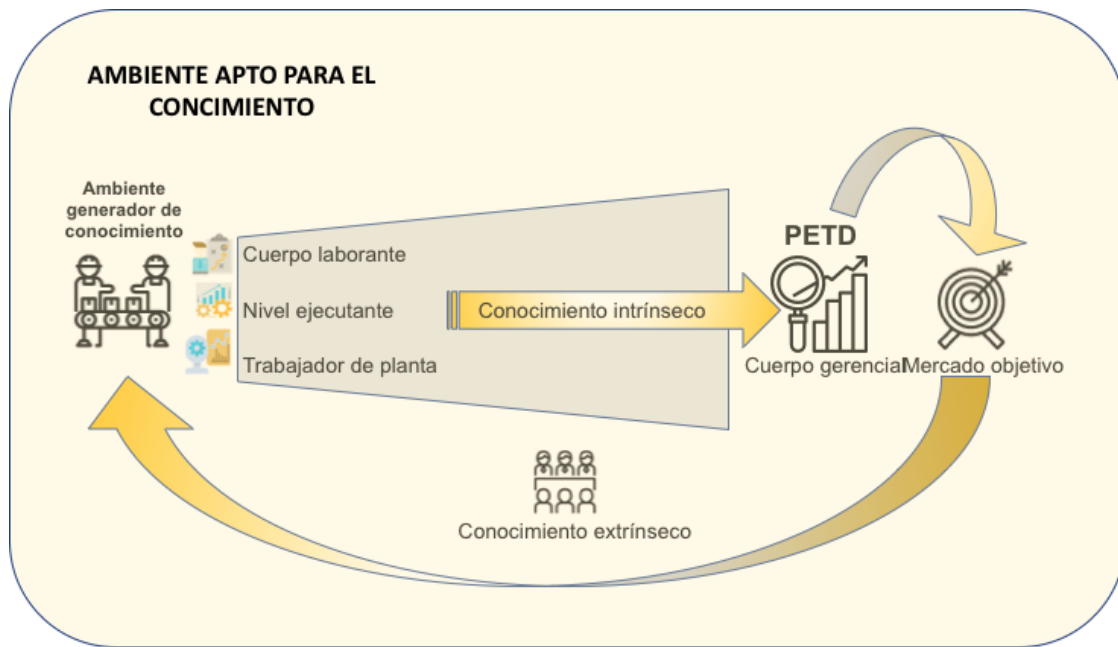 AMBIENTE APTO PARA EL
CONCIMIENTO
Ambiente
generador de
conocimiento
Cuerpo laborante
Nivel ejecutante
Trabajador de planta
Conocimiento intrínseco
PETD
Cuerpo gerencial
Mercado objetivo
Conocimiento extrínseco